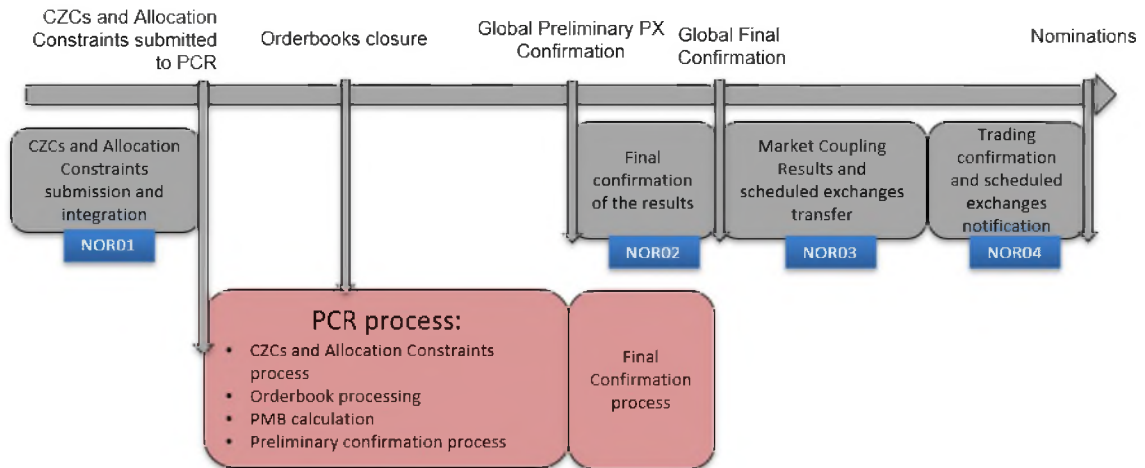 CZCs and Allocation
Constraints submitted
to PCR
Orderbooks closure
Global Preliminary PX
Confirmation
Global Final
Confirmation
Nominations
CZCs and Allocation
Constraints
submission and
integration
NOR01
Final
confirmation
of the results
NOR02
Market Coupling
Results and
scheduled exchanges
transfer
NOR03
Trading
confirmation
and scheduled
exchanges
notification
NOR04
PCR process:
• CZCs and Allocation Constraints
process
• Orderbook processing
• PMB calculation
• Preliminary confirmation process
Final
Confirmation
process